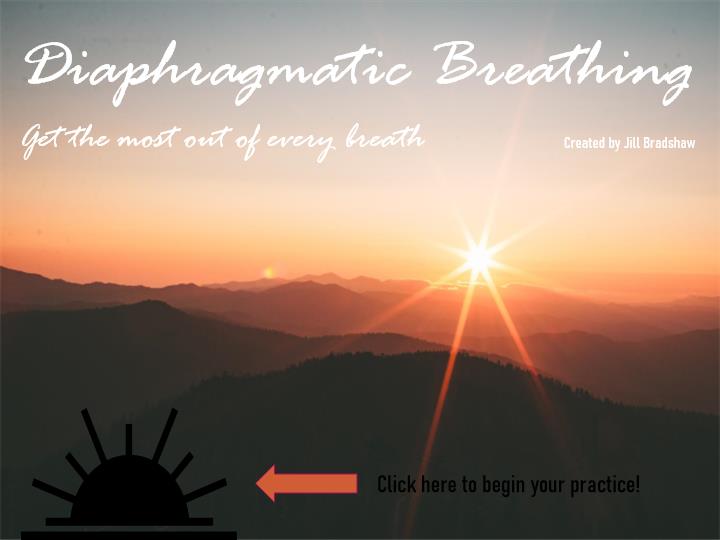 Diaphragmatic Breathing
Get the most out of every breath
Created by Jill Bradshaw
Click here to begin your practice!